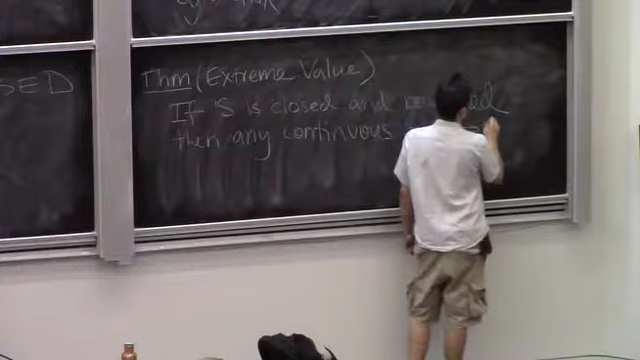 SED
Thm (Extreme Value)
If S is closed and
then any continuous